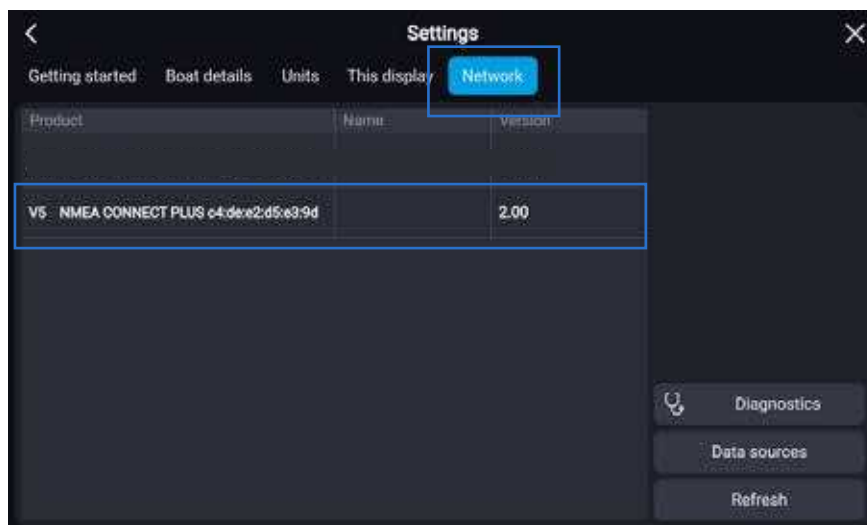 Settings
Getting started Boat details Units This display Network
Product Name Version
V5 NMEA CONNECT PLUS c4:de:e2:d5:e3:9d 2.00
Diagnostics
Data sources
Refresh